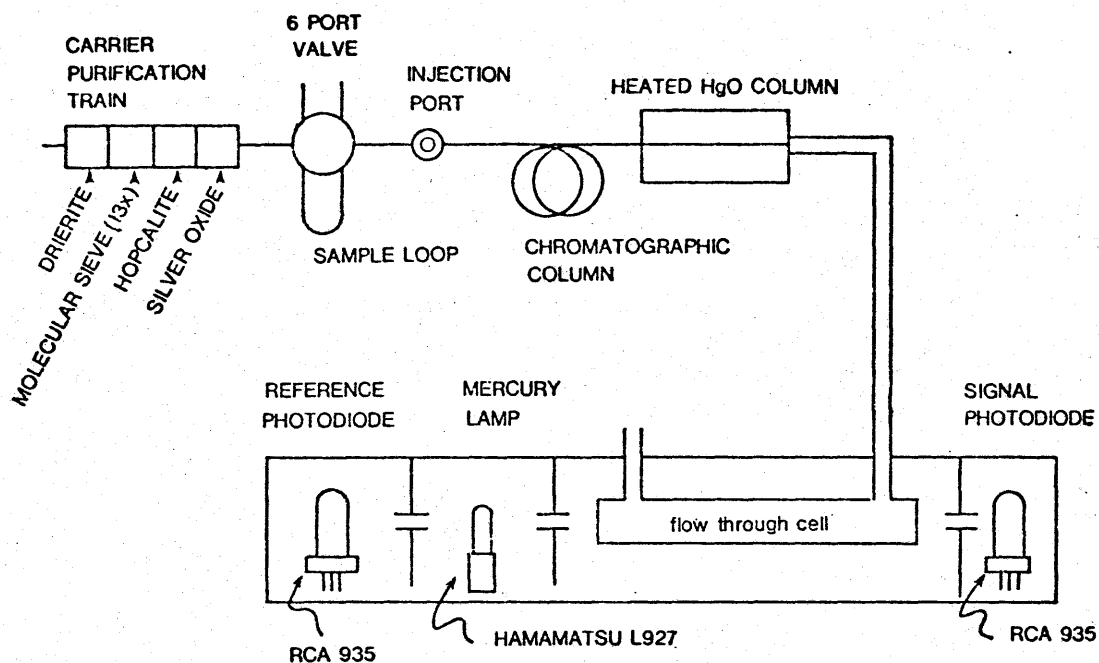 6 PORT
VALVE
CARRIER
PURIFICATION
TRAIN
INJECTION
PORT
HEATED HgO COLUMN
DRIERITE
MOLECULAR SIEVE (13x)
HOPCALITE
SILVER OXIDE
SAMPLE LOOP
CHROMATOGRAPHIC
COLUMN
REFERENCE
PHOTODIODE
MERCURY
LAMP
SIGNAL
PHOTODIODE
flow through cell
RCA 935
HAMAMATSU L927
RCA 935